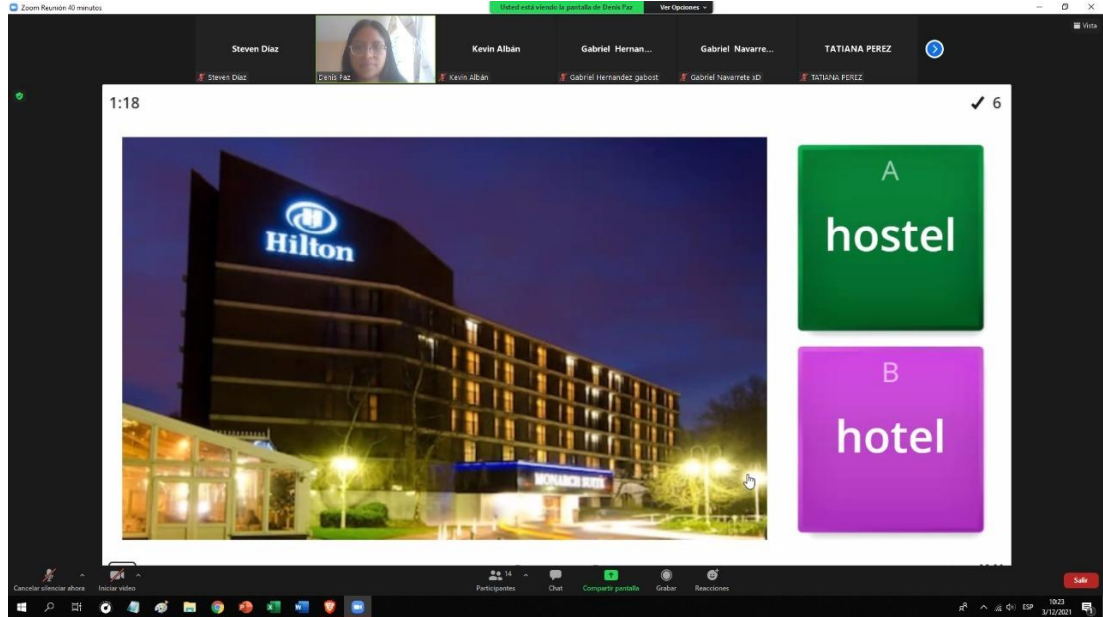 Zoom Reunión 40 minutos
Usted está viendo la pantalla de Denis Paz
Ver Opciones
Vista
Steven Díaz
Kevin Albán
Gabriel Hernan...
Gabriel Navarre...
TATIANA PEREZ
Steven Díaz
Denis Paz
Kevin Albán
Gabriel Hernandez gabost
Gabriel Navarrete xD
TATIANA PEREZ
1:18
6
H
Hilton
MONARCH SUITE
A
hostel
B
hotel
Cancelar silenciar ahora
Iniciar video
14
Participantes
Chat
Compartir pantalla
Grabar
Reacciones
Salir
ESP
10:23
3/12/2021